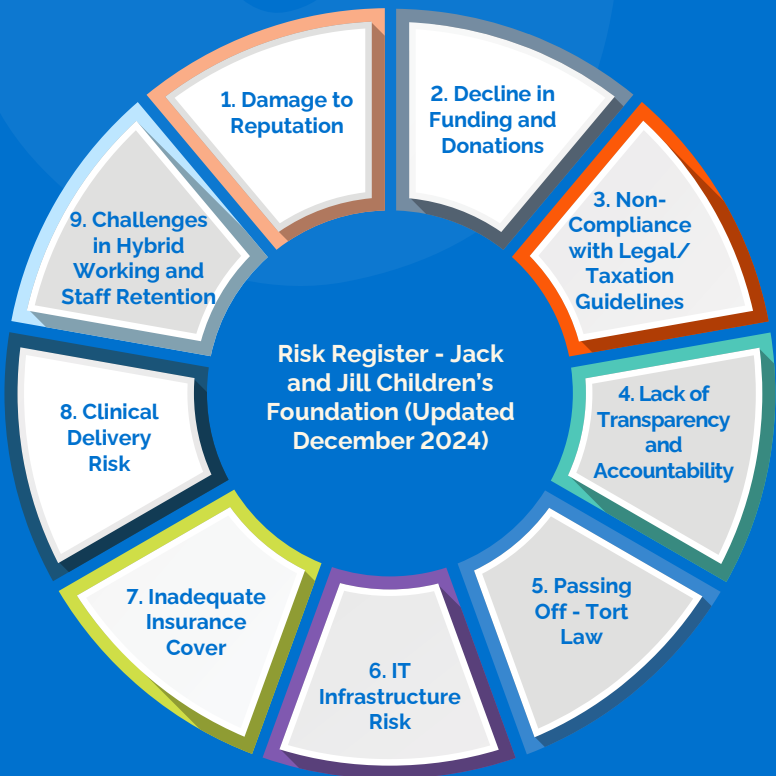 Risk Register - Jack
and Jill Children's
Foundation (Updated
December 2024)
1. Damage to
Reputation
2. Decline in
Funding and
Donations
3. Non-
Compliance
with Legal/
Taxation
Guidelines
4. Lack of
Transparency
and
Accountability
5. Passing
Off - Tort
Law
6. IT
Infrastructure
Risk
7. Inadequate
Insurance
Cover
8. Clinical
Delivery
Risk
9. Challenges
in Hybrid
Working and
Staff Retention